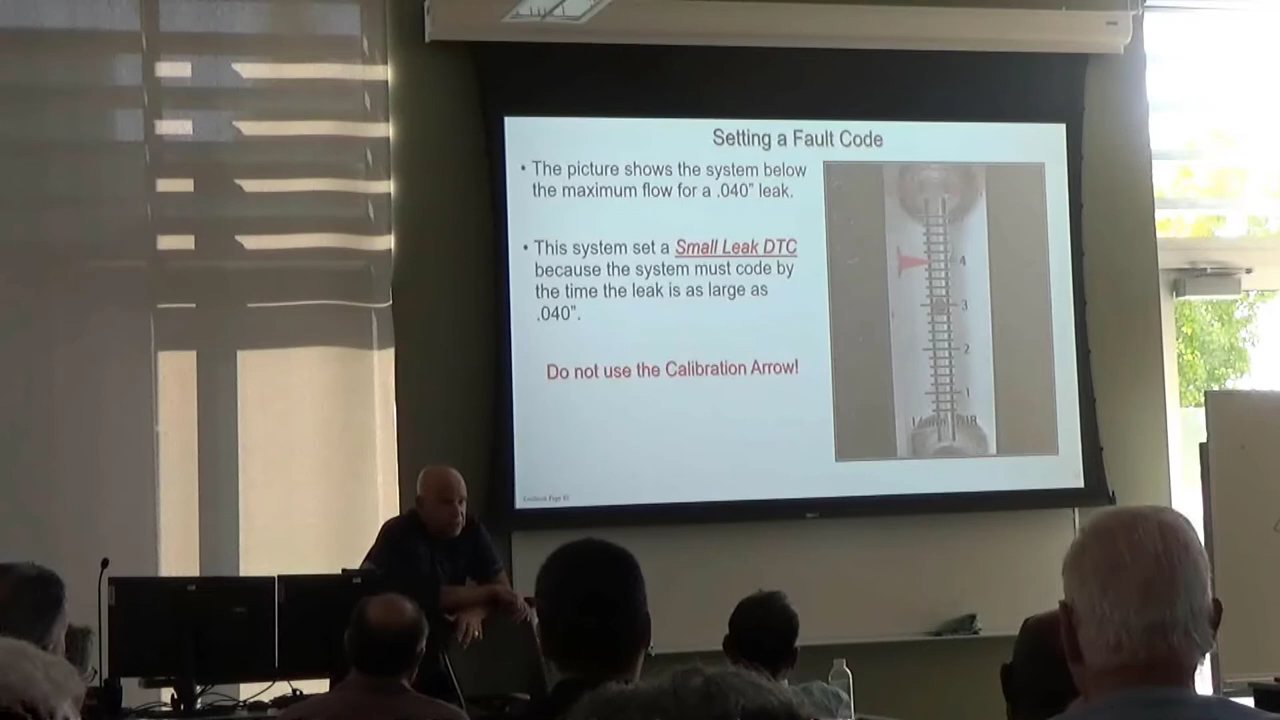 Setting a Fault Code
• The picture shows the system below
the maximum flow for a .040" leak.
• This system set a Small Leak DTC
because the system must code by
the time the leak is as large as
.040".
Do not use the Calibration Arrow!
4
3
2
1